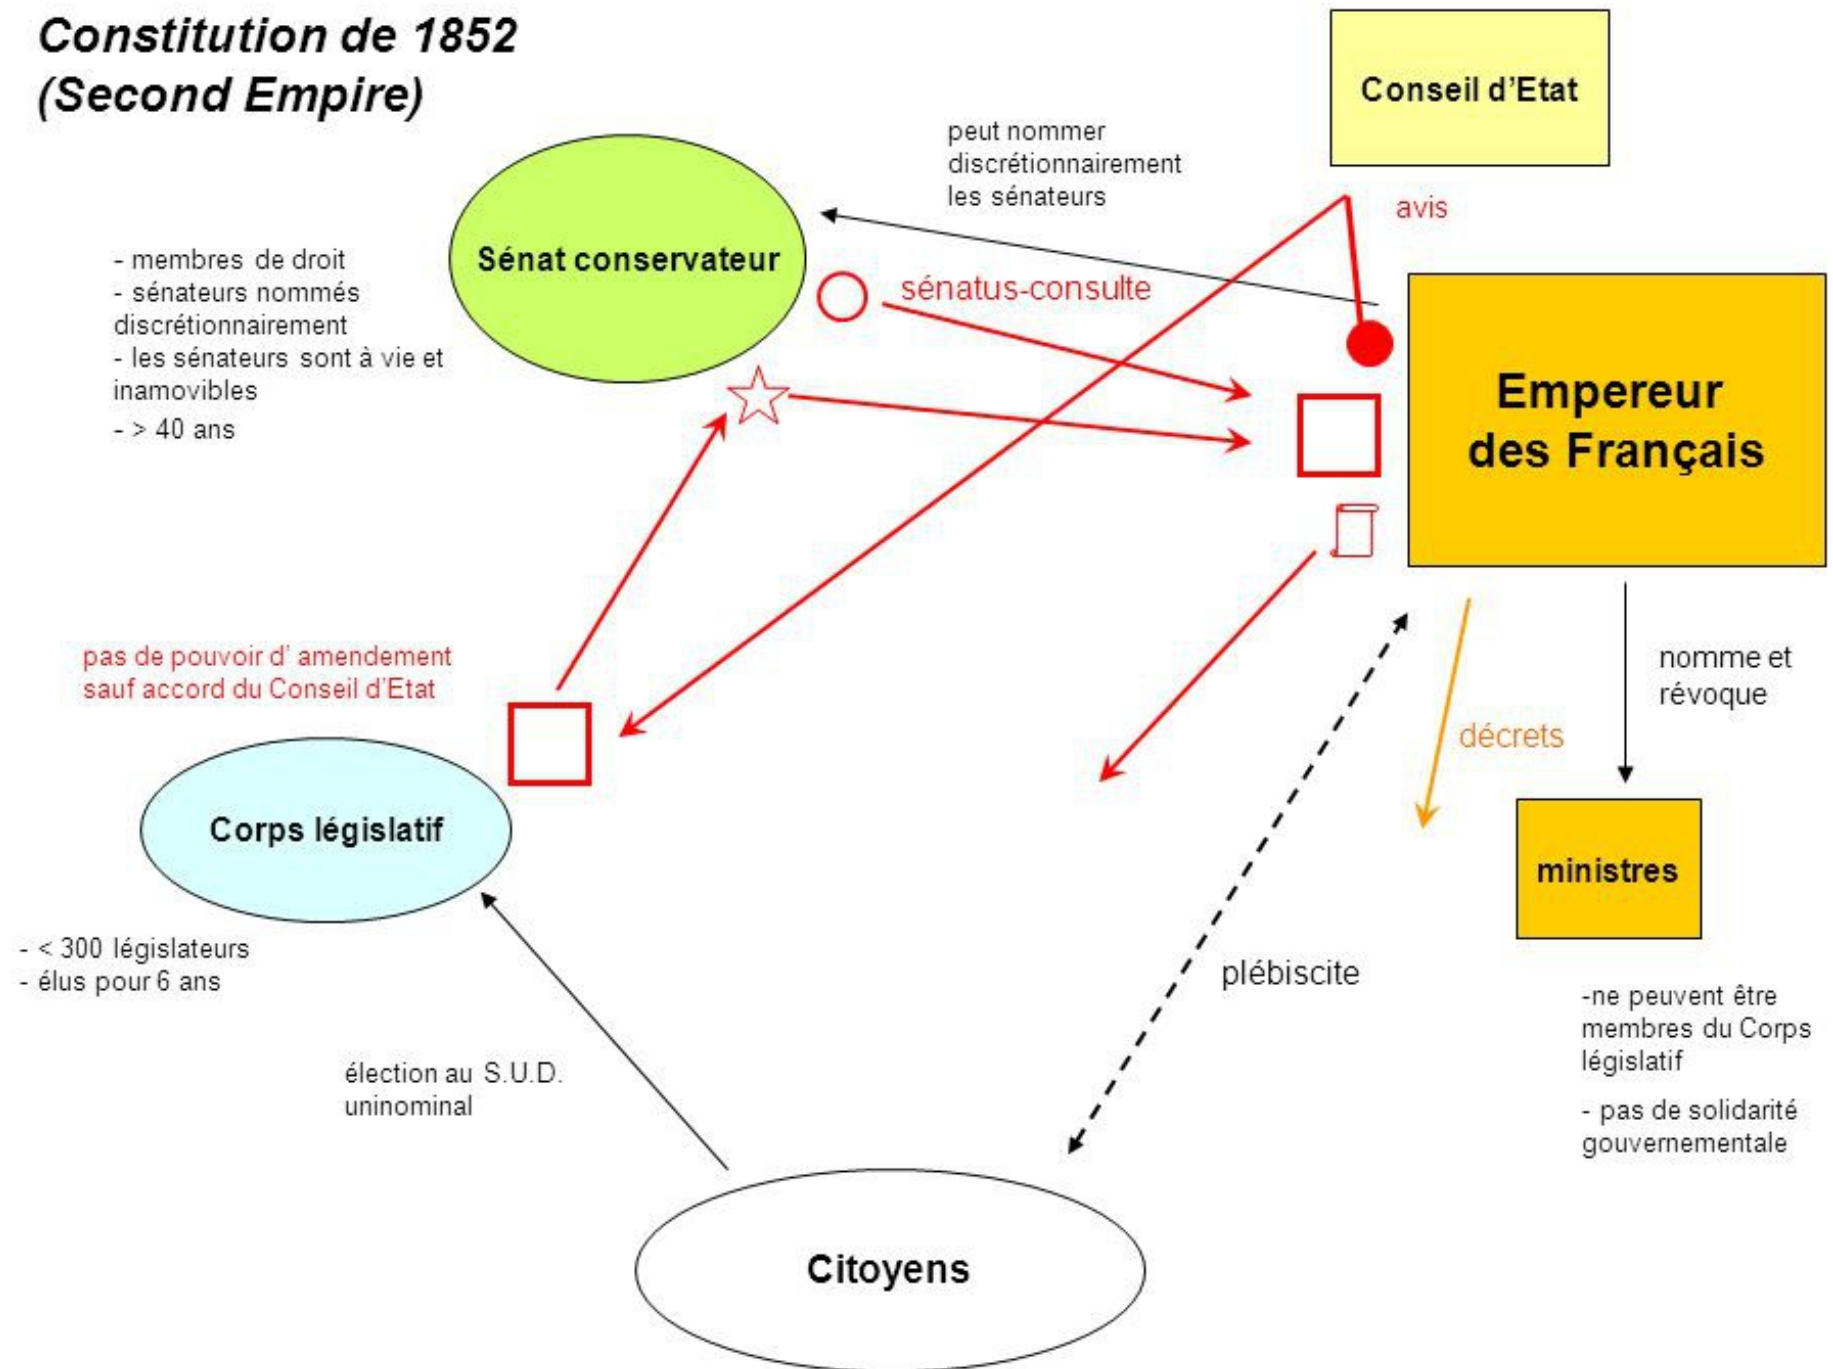 Constitution de 1852
(Second Empire)
Conseil d'Etat
peut nommer
discrétionnairement
les sénateurs
avis
Sénat conservateur
- membres de droit
- sénateurs nommés
discrétionnairement
- les sénateurs sont à vie et
inamovibles
- > 40 ans
sénatus-consulte
Empereur
des Français
pas de pouvoir d' amendement
sauf accord du Conseil d'Etat
nomme et
révoque
décrets
Corps législatif
ministres
- < 300 législateurs
- élus pour 6 ans
plébiscite
-ne peuvent être
membres du Corps
législatif
- pas de solidarité
gouvernementale
élection au S.U.D.
uninominal
Citoyens